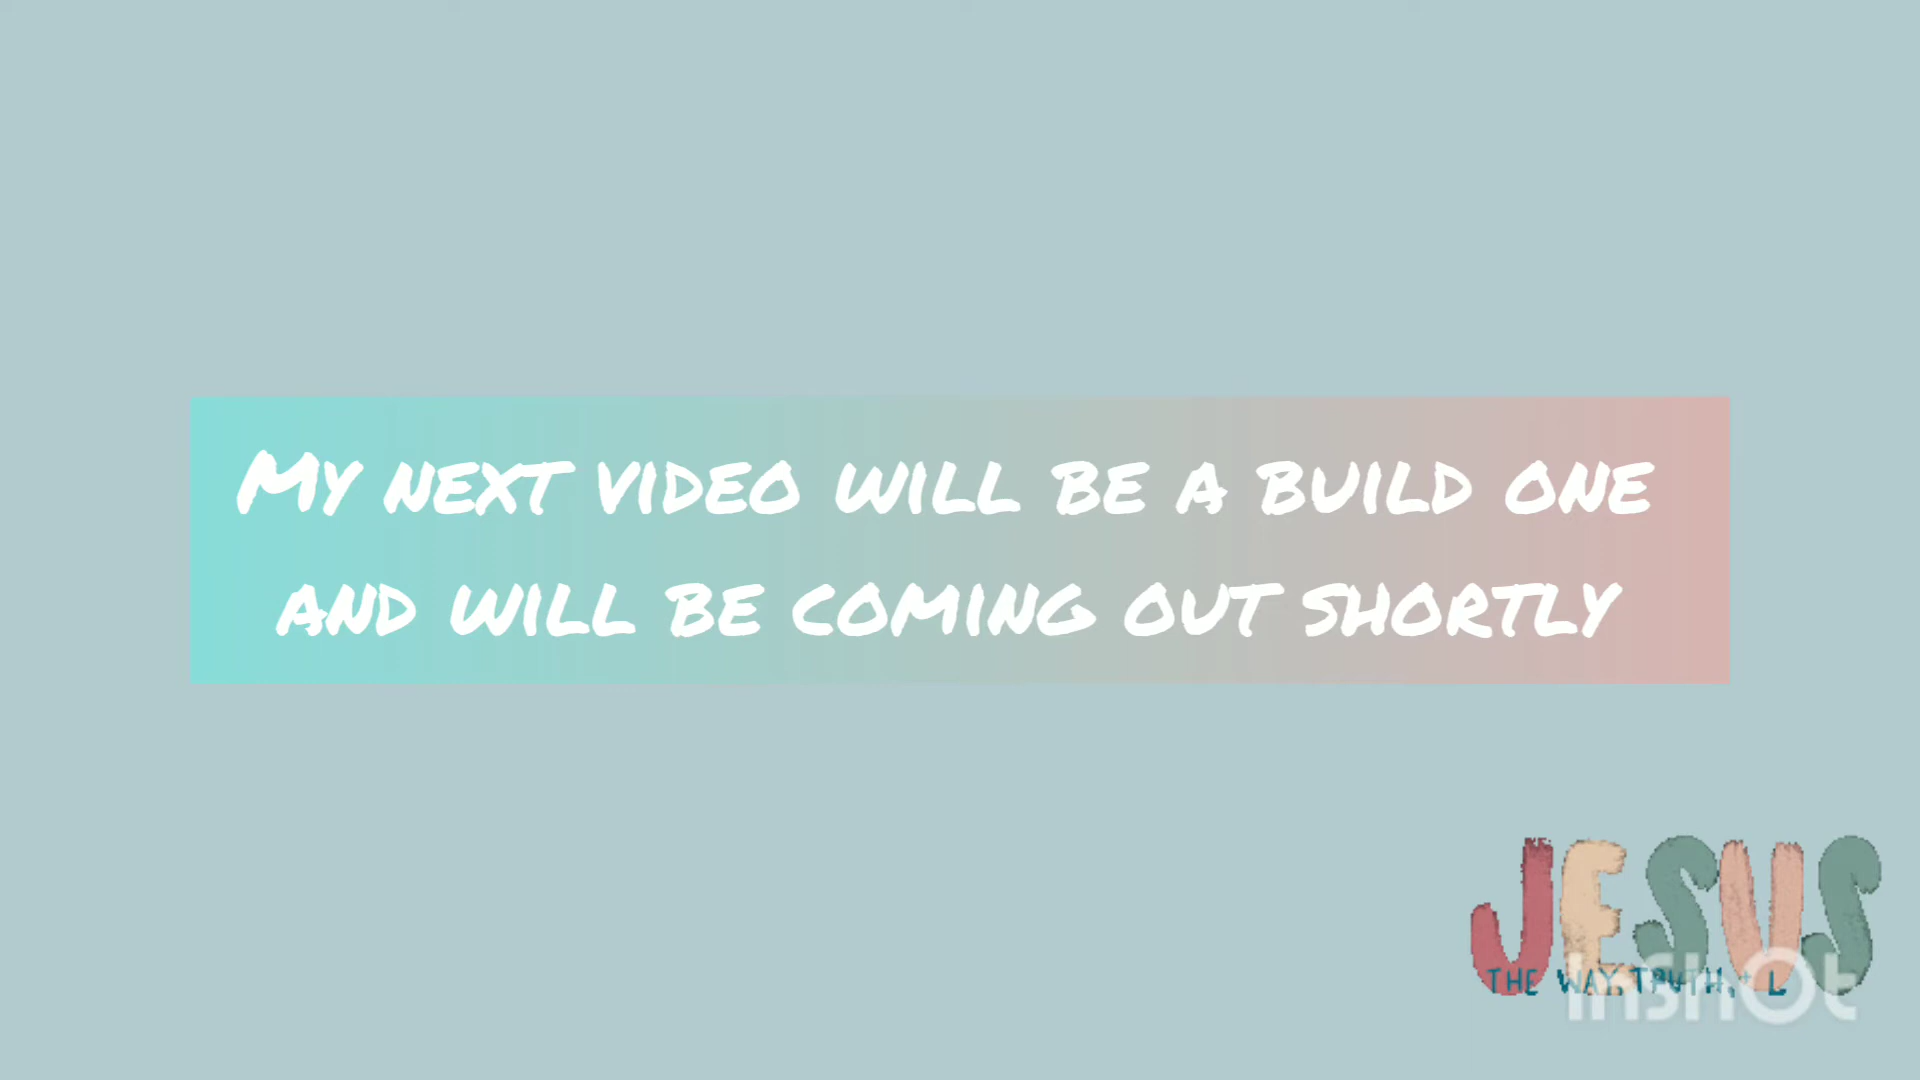 My next video will be a build one
and will be coming out shortly
JESUS
THE WAY, TRUTH, + L
InShOt